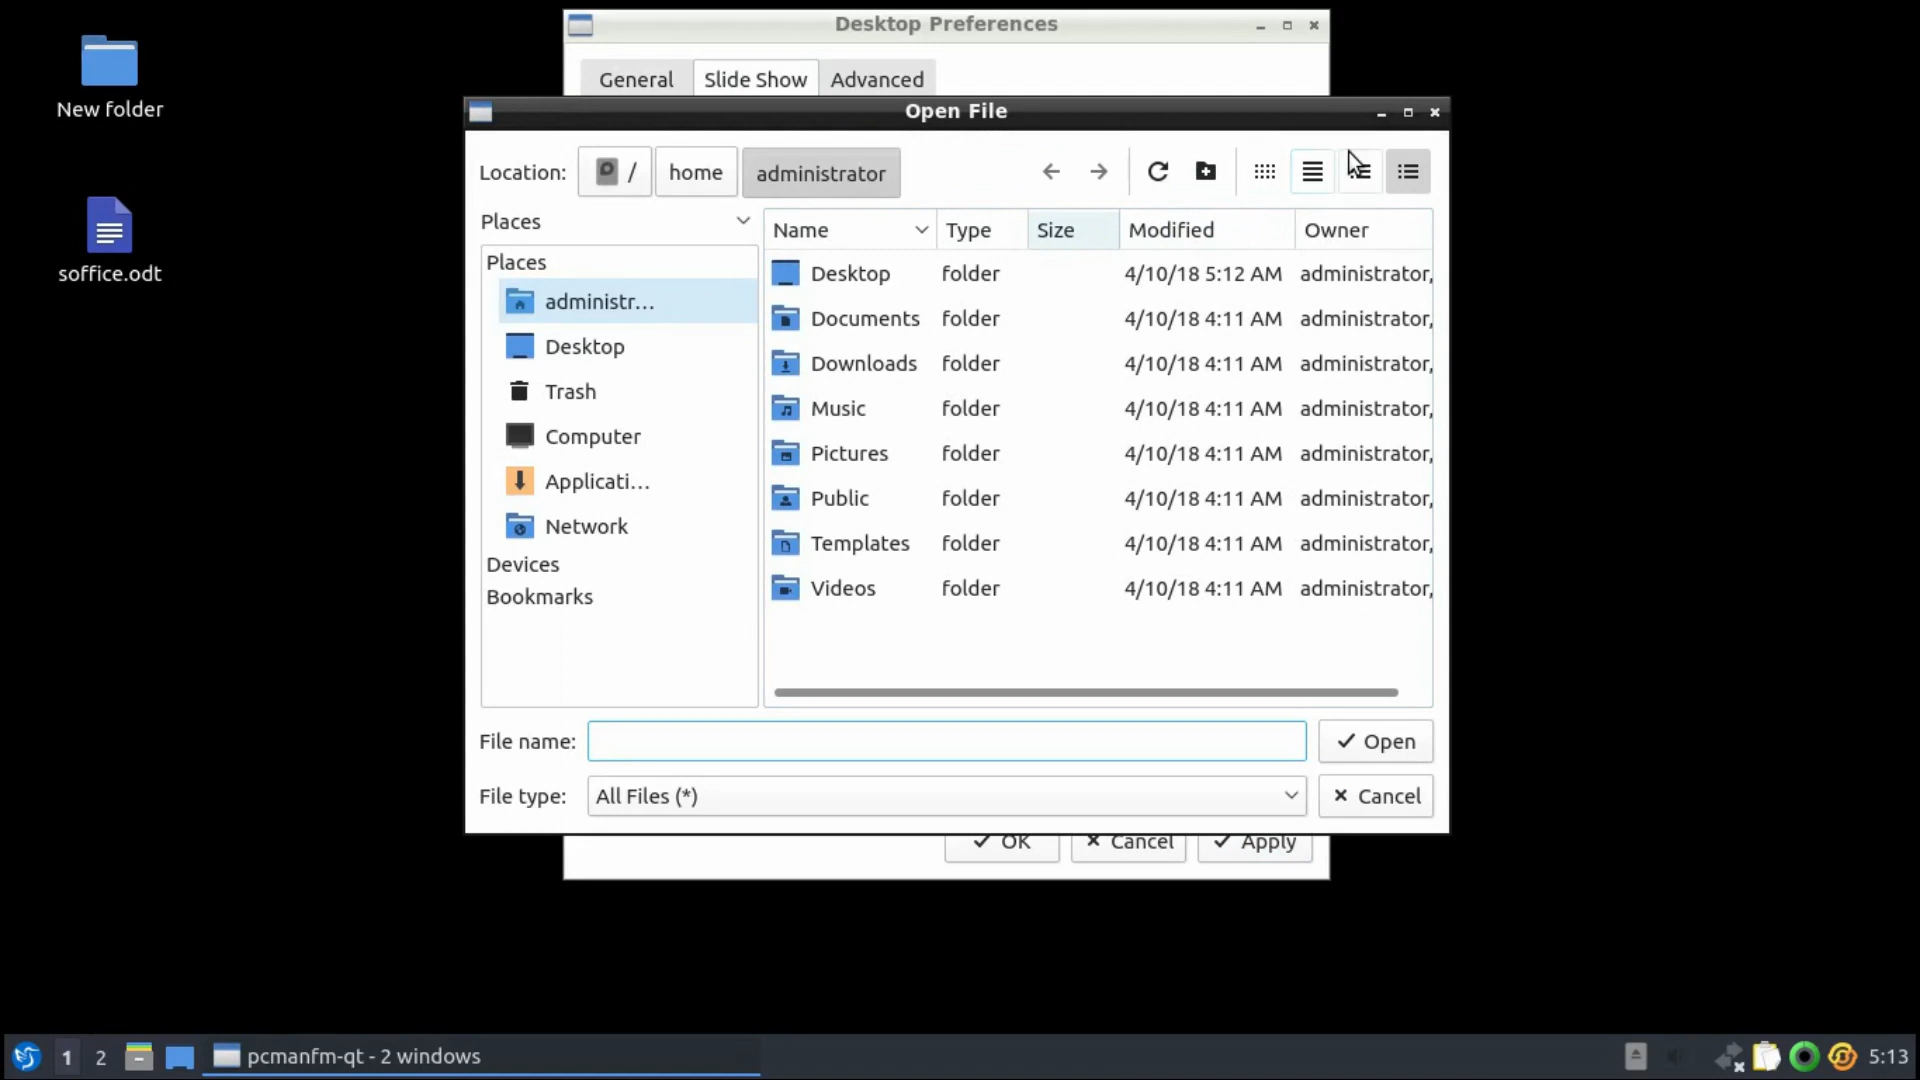 Desktop Preferences
New folder
soffice.odt
General Slide Show Advanced
Open File
Location: / home administrator
Places
Places
administr...
Desktop
Trash
Computer
Applicati...
Network
Devices
Bookmarks
Name Type Size Modified Owner
Desktop folder 4/10/18 5:12 AM administrator,
Documents folder 4/10/18 4:11 AM administrator,
Downloads folder 4/10/18 4:11 AM administrator,
Music folder 4/10/18 4:11 AM administrator,
Pictures folder 4/10/18 4:11 AM administrator,
Public folder 4/10/18 4:11 AM administrator,
Templates folder 4/10/18 4:11 AM administrator,
Videos folder 4/10/18 4:11 AM administrator,
File name: Open
File type: All Files (*) Cancel
OK Cancel Apply
1 2 pcmanfm-qt - 2 windows 5:13